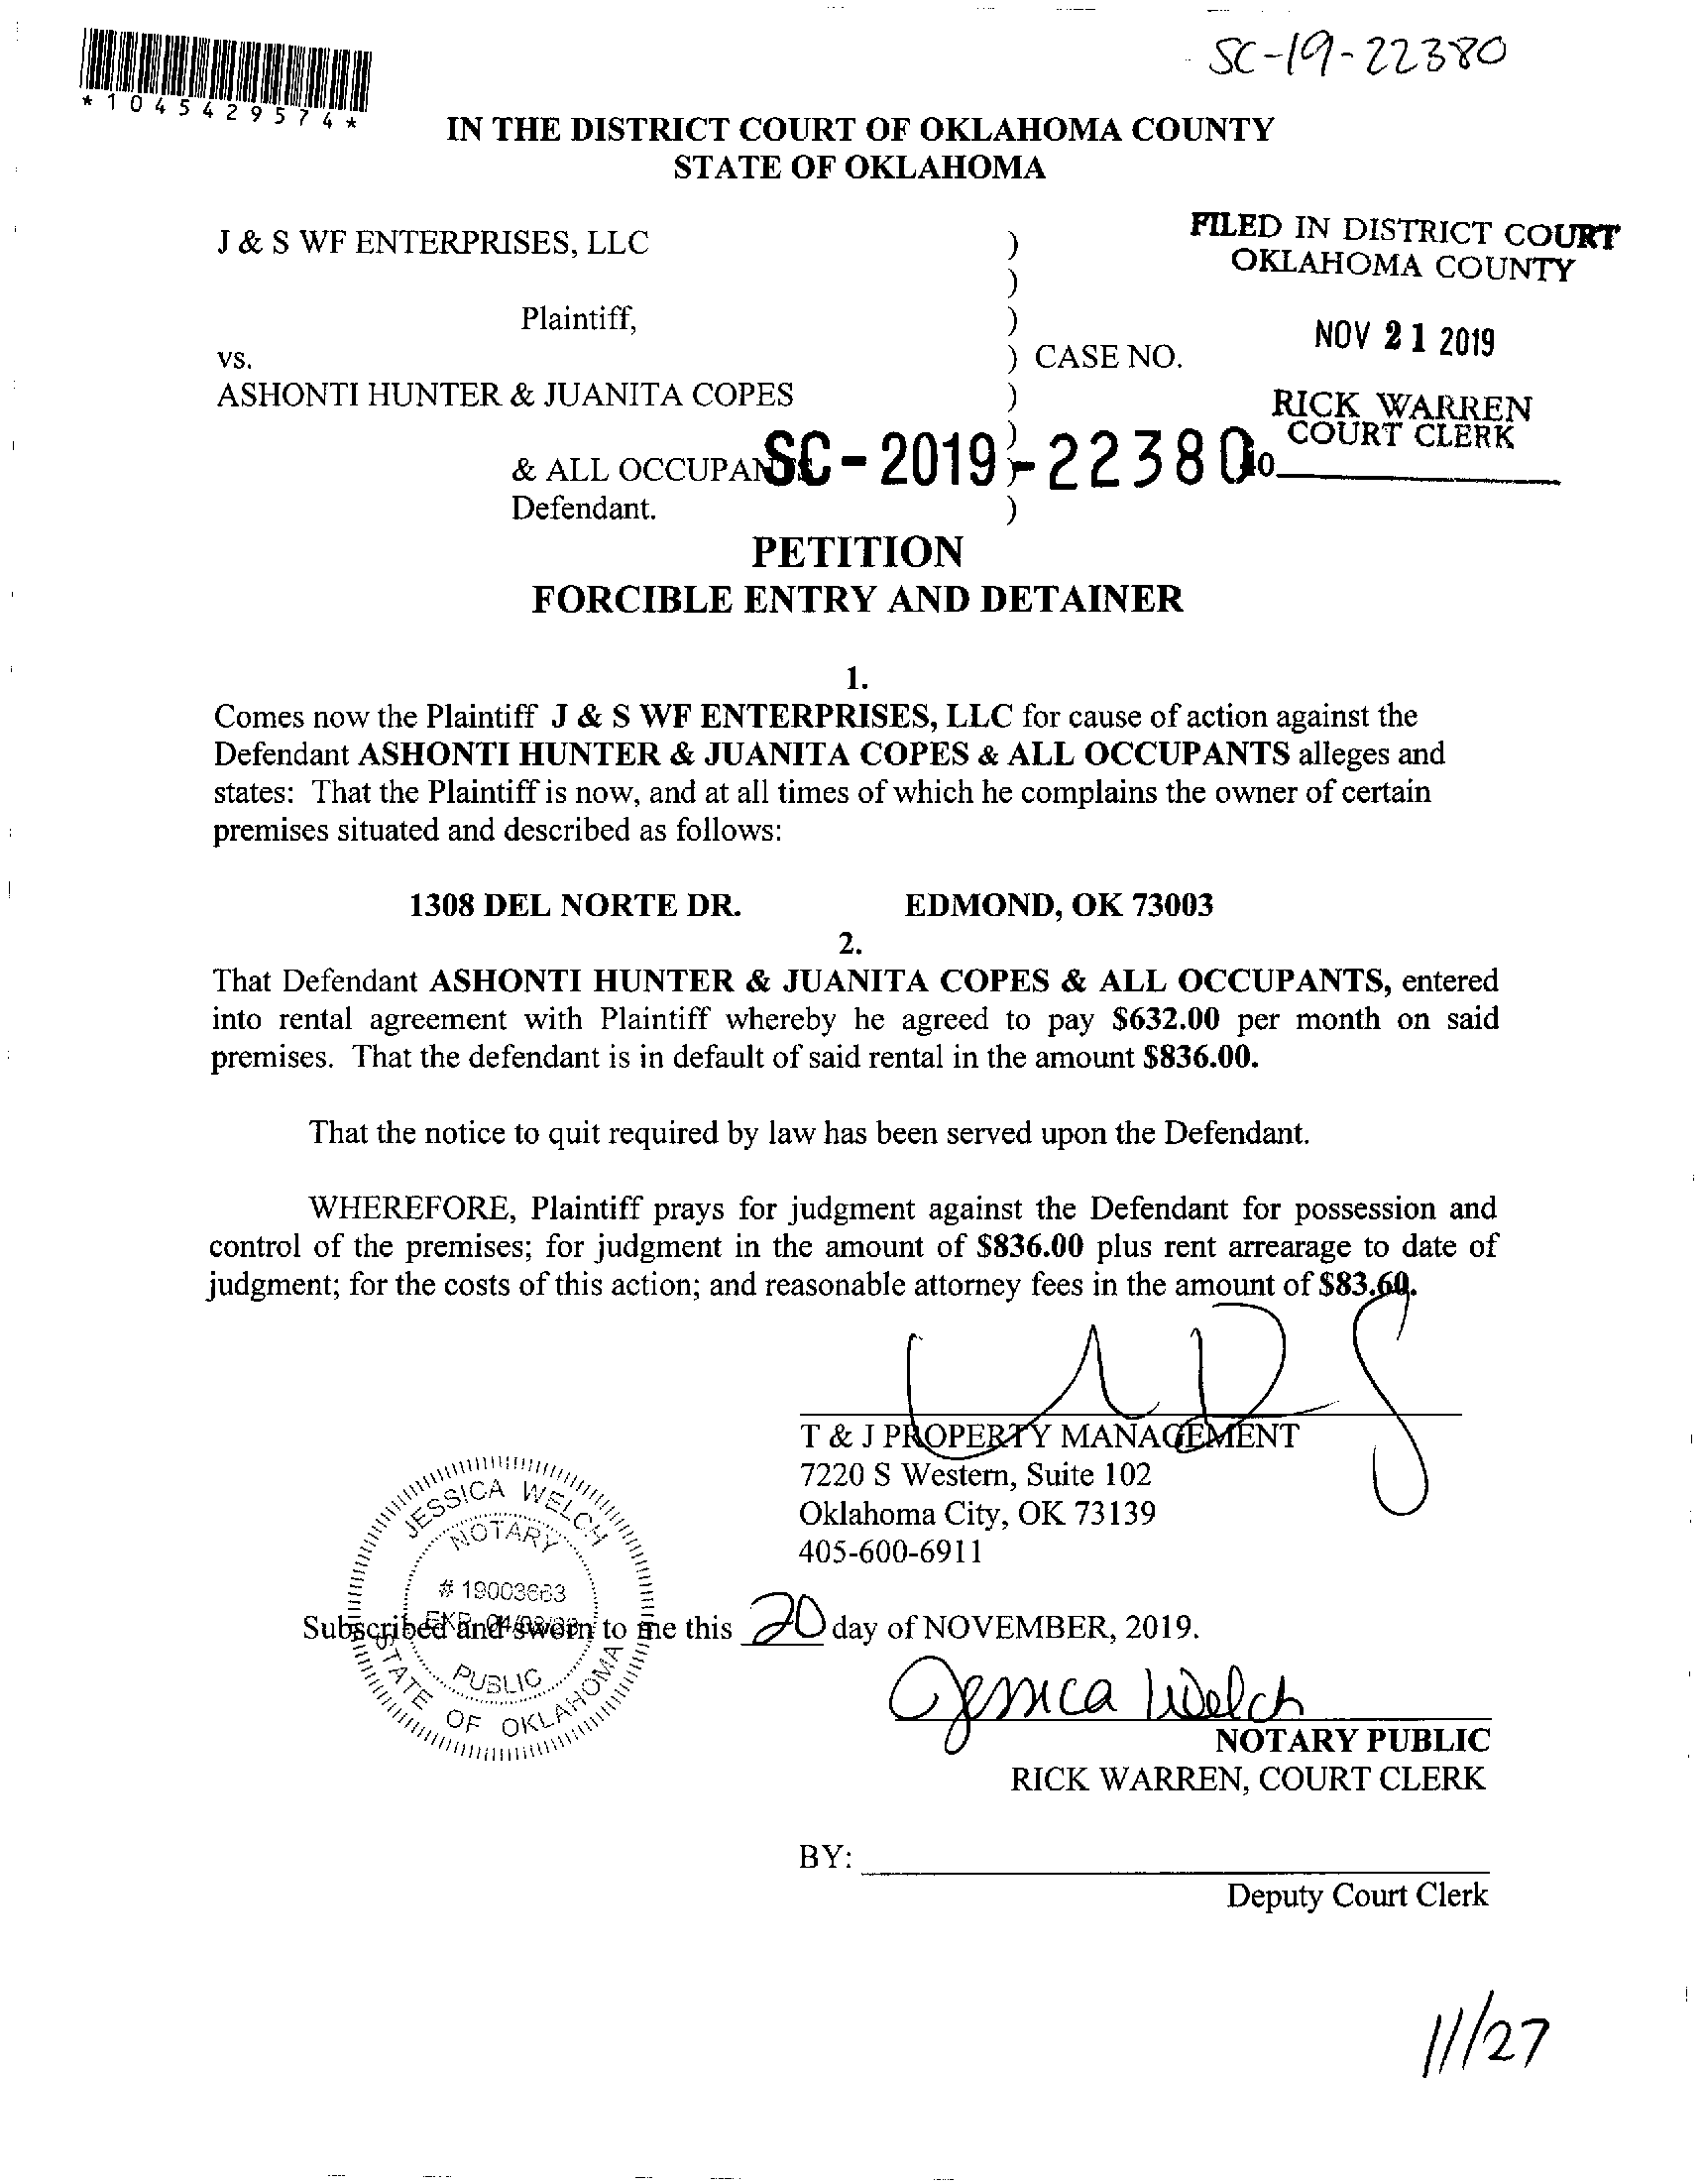 SC-19-22380
*1045429574*
IN THE DISTRICT COURT OF OKLAHOMA COUNTY
STATE OF OKLAHOMA
FILED IN DISTRICT COURT
OKLAHOMA COUNTY
J & S WF ENTERPRISES, LLC )
)
Plaintiff, )
NOV 21 2019
vs. ) CASE NO.
ASHONTI HUNTER & JUANITA COPES )
RICK WARREN
COURT CLERK
& ALL )
SC-2019-22380
Defendant. )
PETITION
FORCIBLE ENTRY AND DETAINER
1.
Comes now the Plaintiff J & S WF ENTERPRISES, LLC for cause of action against the
Defendant ASHONTI HUNTER & JUANITA COPES & ALL OCCUPANTS alleges and
states: That the Plaintiff is now, and at all times of which he complains the owner of certain
premises situated and described as follows:
1308 DEL NORTE DR. EDMOND, OK 73003
2.
That Defendant ASHONTI HUNTER & JUANITA COPES & ALL OCCUPANTS, entered
into rental agreement with Plaintiff whereby he agreed to pay $632.00 per month on said
premises. That the defendant is in default of said rental in the amount $836.00.
That the notice to quit required by law has been served upon the Defendant.
WHEREFORE, Plaintiff prays for judgment against the Defendant for possession and
control of the premises; for judgment in the amount of $836.00 plus rent arrearage to date of
judgment; for the costs of this action; and reasonable attorney fees in the amount of $83.60.
T & J PROPERTY MANAGEMENT
7220 S Western, Suite 102
Oklahoma City, OK 73139
405-600-6911
JESSICA WELCH
NOTARY
PUBLIC
STATE OF OKLAHOMA
Subscribed and sworn to me this 20 day of NOVEMBER, 2019.
Jessica Welch
NOTARY PUBLIC
RICK WARREN, COURT CLERK
BY:
Deputy Court Clerk
11/27